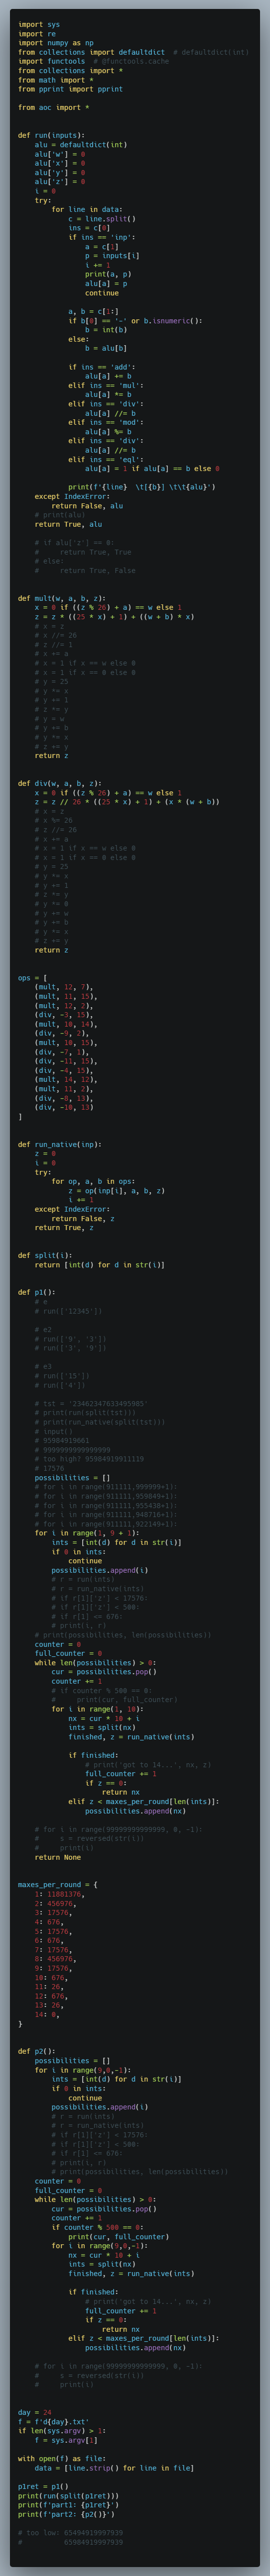 import sys
import re
import numpy as np
from collections import defaultdict  # defaultdict(int)
import functools  # @functools.cache
from collections import *
from math import *
from pprint import pprint

from aoc import *


def run(inputs):
    alu = defaultdict(int)
    alu['w'] = 0
    alu['x'] = 0
    alu['y'] = 0
    alu['z'] = 0
    i = 0
    try:
        for line in data:
            c = line.split()
            ins = c[0]
            if ins == 'inp':
                a = c[1]
                p = inputs[i]
                i += 1
                print(a, p)
                alu[a] = p
                continue

            a, b = c[1:]
            if b[0] == '-' or b.isnumeric():
                b = int(b)
            else:
                b = alu[b]

            if ins == 'add':
                alu[a] += b
            elif ins == 'mul':
                alu[a] *= b
            elif ins == 'div':
                alu[a] //= b
            elif ins == 'mod':
                alu[a] %= b
            elif ins == 'div':
                alu[a] //= b
            elif ins == 'eql':
                alu[a] = 1 if alu[a] == b else 0

            print(f'{line}  \t[{b}] \t\t{alu}')
    except IndexError:
        return False, alu
    # print(alu)
    return True, alu

    # if alu['z'] == 0:
    #     return True, True
    # else:
    #     return True, False


def mult(w, a, b, z):
    x = 0 if ((z % 26) + a) == w else 1
    z = z * ((25 * x) + 1) + ((w + b) * x)
    # x = z
    # x //= 26
    # z //= 1
    # x += a
    # x = 1 if x == w else 0
    # x = 1 if x == 0 else 0
    # y = 25
    # y *= x
    # y += 1
    # z *= y
    # y = w
    # y += b
    # y *= x
    # z += y
    return z


def div(w, a, b, z):
    x = 0 if ((z % 26) + a) == w else 1
    z = z // 26 * ((25 * x) + 1) + (x * (w + b))
    # x = z
    # x %= 26
    # z //= 26
    # x += a
    # x = 1 if x == w else 0
    # x = 1 if x == 0 else 0
    # y = 25
    # y *= x
    # y += 1
    # z *= y
    # y *= 0
    # y += w
    # y += b
    # y *= x
    # z += y
    return z


ops = [
    (mult, 12, 7),
    (mult, 11, 15),
    (mult, 12, 2),
    (div, -3, 15),
    (mult, 10, 14),
    (div, -9, 2),
    (mult, 10, 15),
    (div, -7, 1),
    (div, -11, 15),
    (div, -4, 15),
    (mult, 14, 12),
    (mult, 11, 2),
    (div, -8, 13),
    (div, -10, 13)
]


def run_native(inp):
    z = 0
    i = 0
    try:
        for op, a, b in ops:
            z = op(inp[i], a, b, z)
            i += 1
    except IndexError:
        return False, z
    return True, z


def split(i):
    return [int(d) for d in str(i)]


def p1():
    # e
    # run(['12345'])

    # e2
    # run(['9', '3'])
    # run(['3', '9'])

    # e3
    # run(['15'])
    # run(['4'])

    # tst = '23462347633495985'
    # print(run(split(tst)))
    # print(run_native(split(tst)))
    # input()
    # 95984919661
    # 9999999999999999
    # too high? 95984919911119
    # 17576
    possibilities = []
    # for i in range(911111,999999+1):
    # for i in range(911111,959049+1):
    # for i in range(911111,955438+1):
    # for i in range(911111,948716+1):
    # for i in range(911111,922149+1):
    for i in range(1, 9 + 1):
        ints = [int(d) for d in str(i)]
        if 0 in ints:
            continue
        possibilities.append(i)
        # r = run(ints)
        # r = run_native(ints)
        # if r[1]['z'] < 17576:
        # if r[1]['z'] < 500:
        # if r[1] <= 676:
        # print(i, r)
    # print(possibilities, len(possibilities))
    counter = 0
    full_counter = 0
    while len(possibilities) > 0:
        cur = possibilities.pop()
        counter += 1
        # if counter % 500 == 0:
        #     print(cur, full_counter)
        for i in range(1, 10):
            nx = cur * 10 + i
            ints = split(nx)
            finished, z = run_native(ints)

            if finished:
                # print('got to 14...', nx, z)
                full_counter += 1
                if z == 0:
                    return nx
            elif z < maxes_per_round[len(ints)]:
                possibilities.append(nx)

    # for i in range(99999999999999, 0, -1):
    #     s = reversed(str(i))
    #     print(i)
    return None


maxes_per_round = {
    1: 11881376,
    2: 456976,
    3: 17576,
    4: 676,
    5: 17576,
    6: 676,
    7: 17576,
    8: 456976,
    9: 17576,
    10: 676,
    11: 26,
    12: 676,
    13: 26,
    14: 0,
}


def p2():
    possibilities = []
    for i in range(9,0,-1):
        ints = [int(d) for d in str(i)]
        if 0 in ints:
            continue
        possibilities.append(i)
        # r = run(ints)
        # r = run_native(ints)
        # if r[1]['z'] < 17576:
        # if r[1]['z'] < 500:
        # if r[1] <= 676:
        # print(i, r)
        # print(possibilities, len(possibilities))
    counter = 0
    full_counter = 0
    while len(possibilities) > 0:
        cur = possibilities.pop()
        counter += 1
        if counter % 500 == 0:
            print(cur, full_counter)
        for i in range(9,0,-1):
            nx = cur * 10 + i
            ints = split(nx)
            finished, z = run_native(ints)

            if finished:
                # print('got to 14...', nx, z)
                full_counter += 1
                if z == 0:
                    return nx
            elif z < maxes_per_round[len(ints)]:
                possibilities.append(nx)

    # for i in range(99999999999999, 0, -1):
    #     s = reversed(str(i))
    #     print(i)


day = 24
f = f'd{day}.txt'
if len(sys.argv) > 1:
    f = sys.argv[1]

with open(f) as file:
    data = [line.strip() for line in file]

p1ret = p1()
print(run(split(p1ret)))
print(f'part1: {p1ret}')
print(f'part2: {p2()}')

# too low: 65494919997939
#          65984919997939